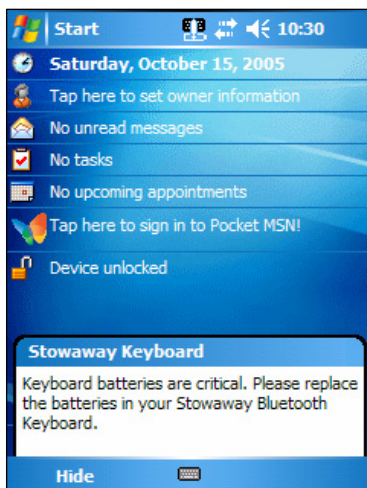 Start 10:30
Saturday, October 15, 2005
Tap here to set owner information
No unread messages
No tasks
No upcoming appointments
Tap here to sign in to Pocket MSN!
Device unlocked
Stowaway Keyboard
Keyboard batteries are critical. Please replace
the batteries in your Stowaway Bluetooth
Keyboard.
Hide